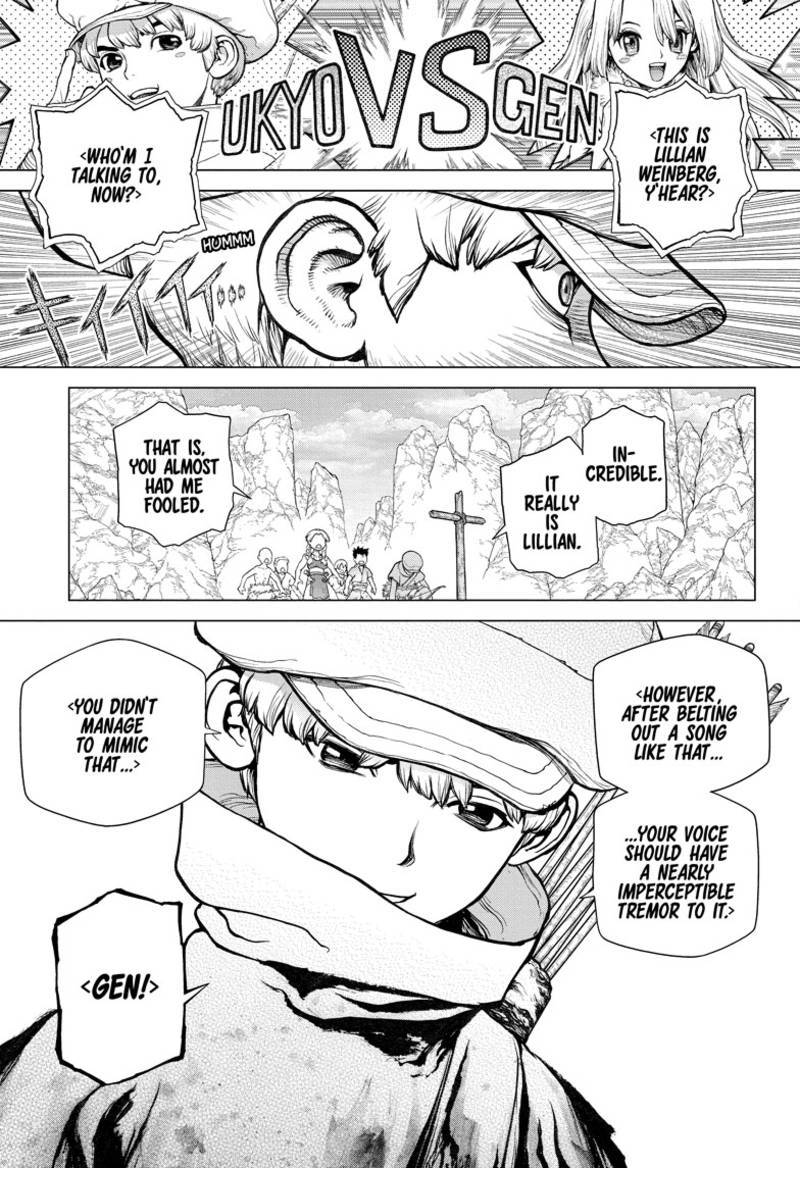 UKYO VS GEN
<THIS IS
LILLIAN
WEINBERG,
Y'HEAR?>
<WHO'M I
TALKING TO,
NOW?>
HUMMM
キイイイイ
IN-
CREDIBLE.
IT
REALLY
IS
LILLIAN.
THAT IS,
YOU ALMOST
HAD ME
FOOLED.
<HOWEVER,
AFTER BELTING
OUT A SONG
LIKE THAT...
...YOUR VOICE
SHOULD HAVE
A NEARLY
IMPERCEPTIBLE
TREMOR TO IT.>
<YOU DIDN'T
MANAGE
TO MIMIC
THAT...>
<GEN!>